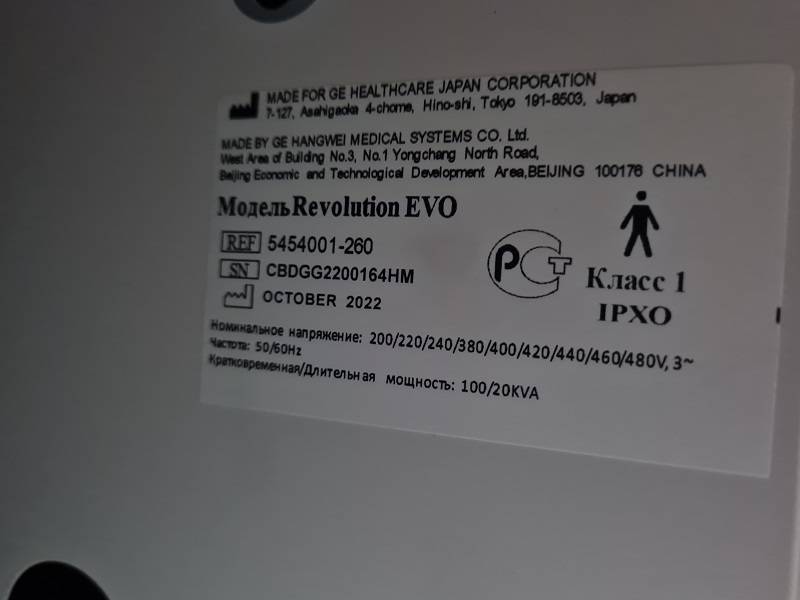 MADE FOR GE HEALTHCARE JAPAN CORPORATION
7-127, Asahigaoka 4-chome, Hino-shi, Tokyo 191-8503, Japan
MADE BY GE HANGWEI MEDICAL SYSTEMS CO. Ltd.
West Area of Building No.3, No.1 Yongchang North Road,
Beijing Economic and Technological Development Area,BEIJING 100176 CHINA
Модель Revolution EVO
REF 5454001-260
SN CBDGG2200164HM
OCTOBER 2022
РСТ
Класс 1
IPXO
Номинальное напряжение: 200/220/240/380/400/420/440/460/480V, 3~
Частота: 50/60Hz
Кратковременная/Длительная мощность: 100/20KVA